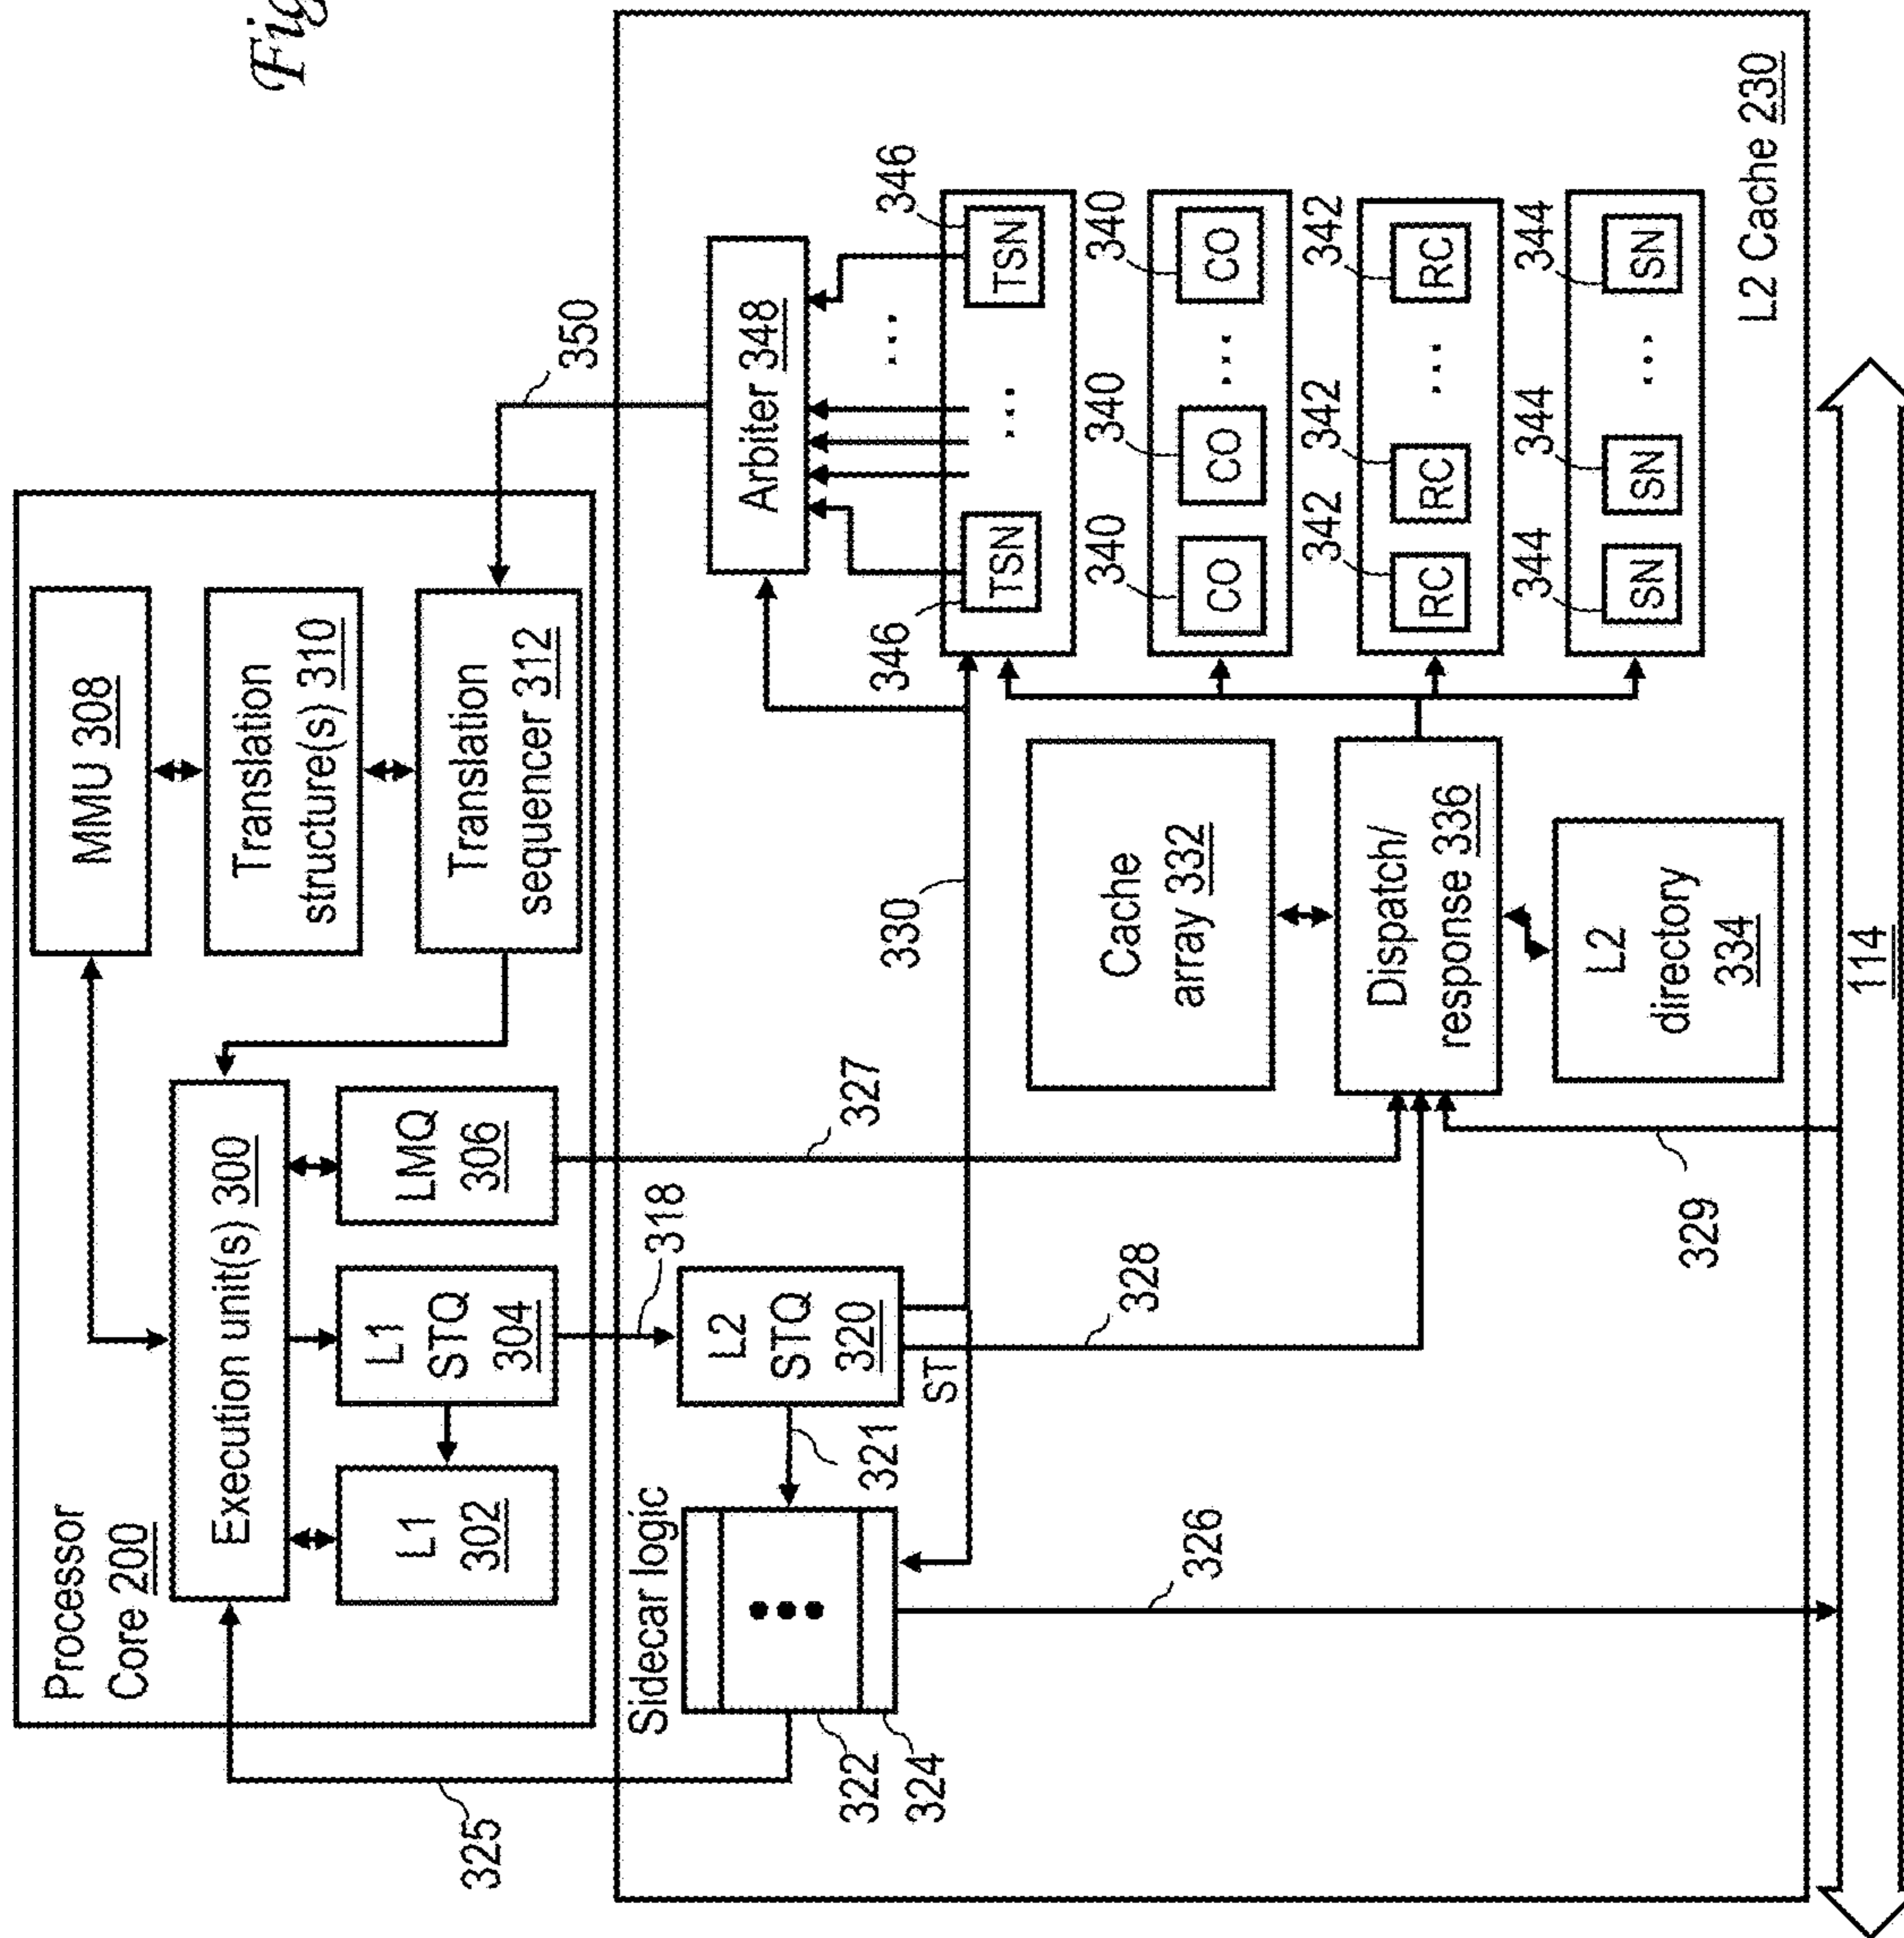 Fig
Processor
Core 200
Execution unit(s) 300
MMU 308
Translation
structure(s) 310
Translation
sequencer 312
L1
302
L1
STQ
304
LMQ
306
325
318
327
350
Sidecar logic
322
324
321
L2
STQ
320
ST
326
328
330
329
Arbiter 348
346
TSN
...
...
TSN
346
340
340
340
CO
CO
...
CO
342
342
342
RC
RC
...
RC
344
344
344
SN
SN
...
SN
Cache
array 332
Dispatch/
response 336
L2
directory
334
L2 Cache 230
114